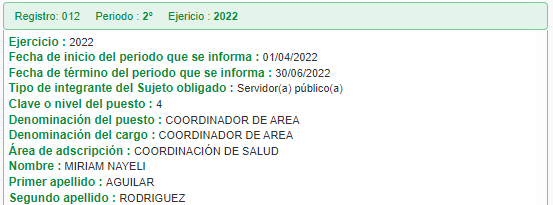 Registro: 012 Periodo : 2º Ejericio : 2022
Ejercicio : 2022
Fecha de inicio del periodo que se informa : 01/04/2022
Fecha de término del periodo que se informa : 30/06/2022
Tipo de integrante del Sujeto obligado : Servidor(a) público(a)
Clave o nivel del puesto : 4
Denominación del puesto : COORDINADOR DE AREA
Denominación del cargo : COORDINADOR DE AREA
Área de adscripción : COORDINACIÓN DE SALUD
Nombre : MIRIAM NAYELI
Primer apellido : AGUILAR
Segundo apellido : RODRIGUEZ